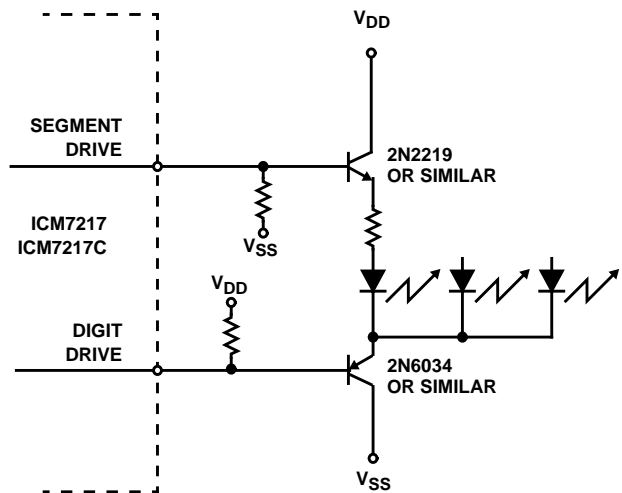 VDD
SEGMENT
DRIVE
2N2219
OR SIMILAR
ICM7217
ICM7217C
VSS
VDD
DIGIT
DRIVE
2N6034
OR SIMILAR
VSS